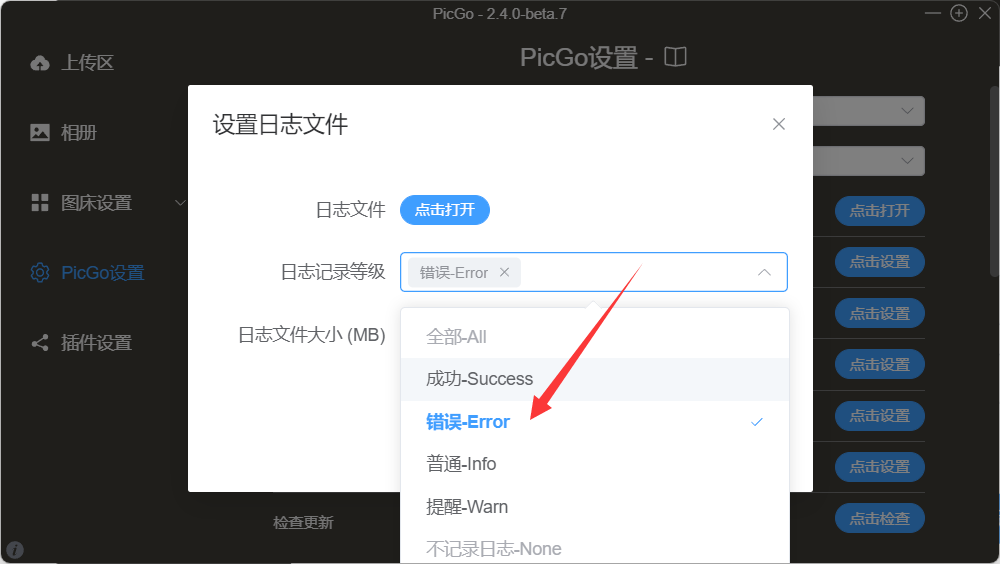 PicGo - 2.4.0-beta.7
上传区
PicGo设置 -
相册
设置日志文件
图床设置
日志文件
点击打开
点击打开
PicGo设置
日志记录等级
错误-Error
点击设置
点击设置
插件设置
日志文件大小 (MB)
全部-All
点击设置
成功-Success
错误-Error
点击设置
普通-Info
点击设置
提醒-Warn
检查更新
点击检查
不记录日志-None